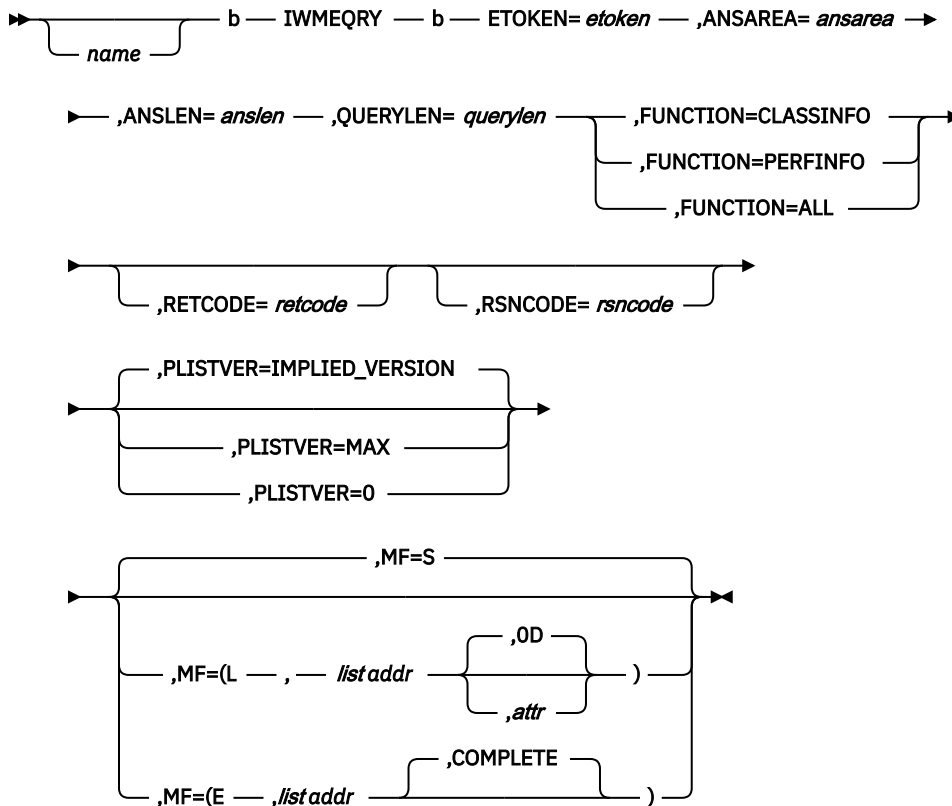 b IWMEQRY b ETOKEN= etoken ,ANSAREA= ansarea
name
,ANSLEN= anslen ,QUERYLEN= querylen ,FUNCTION=CLASSINFO
,FUNCTION=PERFINFO
,FUNCTION=ALL
,RETCODE= retcode ,RSNCODE= rsncode
,PLISTVER=IMPLIED_VERSION
,PLISTVER=MAX
,PLISTVER=0
,MF=S
,0D
,MF=(L , list addr )
,attr
,COMPLETE
,MF=(E ,list addr )